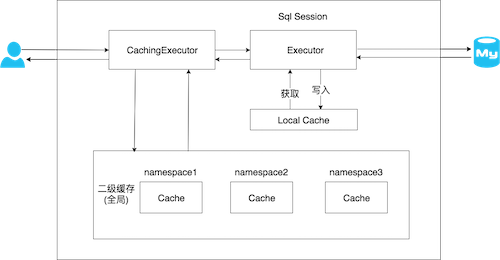 Sql Session
CachingExecutor
Executor
My
获取
写入
Local Cache
namespace1
namespace2
namespace3
二级缓存
(全局)
Cache
Cache
Cache